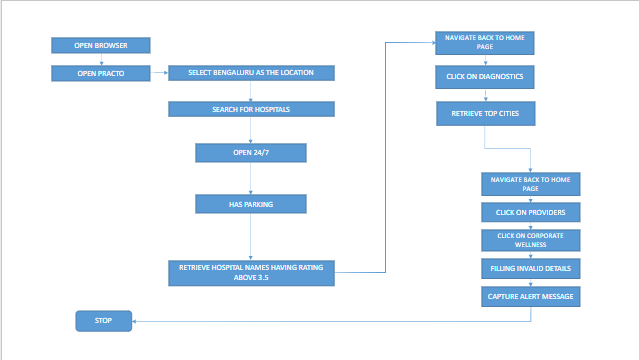 OPEN BROWSER
OPEN PRACTO
SELECT BENGALURU AS THE LOCATION
SEARCH FOR HOSPITALS
OPEN 24/7
HAS PARKING
RETRIEVE HOSPITAL NAMES HAVING RATING
ABOVE 3.5
NAVIGATE BACK TO HOME
PAGE
CLICK ON DIAGNOSTICS
RETRIEVE TOP CITIES
NAVIGATE BACK TO HOME
PAGE
CLICK ON PROVIDERS
CLICK ON CORPORATE
WELLNESS
FILLING INVALID DETAILS
CAPTURE ALERT MESSAGE
STOP